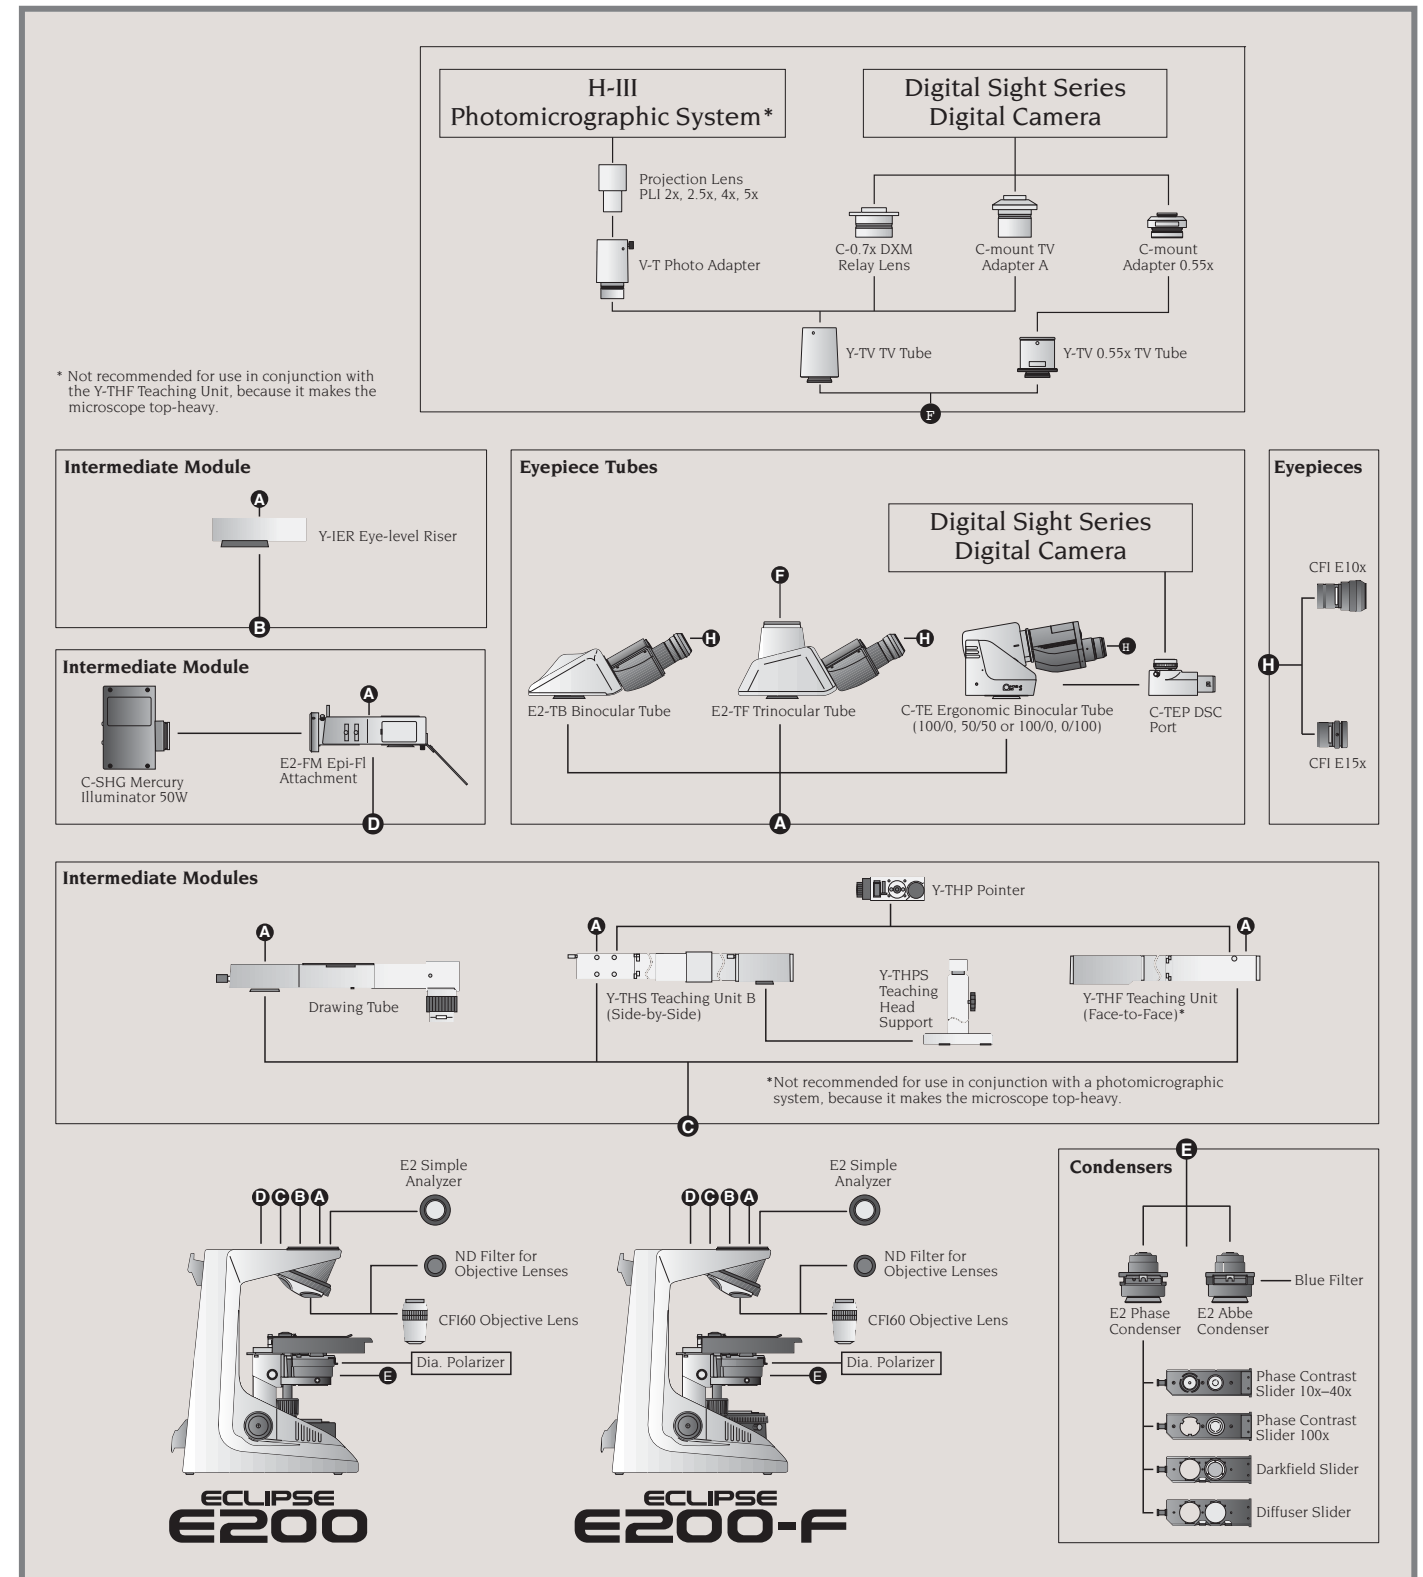 H-III
Photomicrographic System*
Digital Sight Series
Digital Camera
Projection Lens
PLI 2x, 2.5x, 4x, 5x
V-T Photo Adapter
C-0.7x DXM
Relay Lens
C-mount TV
Adapter A
C-mount
Adapter 0.55x
Y-TV TV Tube
Y-TV 0.55x TV Tube
F
* Not recommended for use in conjunction with
the Y-THF Teaching Unit, because it makes the
microscope top-heavy.
Intermediate Module
A
Y-IER Eye-level Riser
B
Intermediate Module
A
C-SHG Mercury
Illuminator 50W
E2-FM Epi-Fl
Attachment
D
Eyepiece Tubes
Digital Sight Series
Digital Camera
F
H
H
H
E2-TB Binocular Tube
E2-TF Trinocular Tube
C-TE Ergonomic Binocular Tube
(100/0, 50/50 or 100/0, 0/100)
C-TEP DSC
Port
A
Eyepieces
CFI E10x
H
CFI E15x
Intermediate Modules
Y-THP Pointer
A
A
A
Drawing Tube
Y-THS Teaching Unit B
(Side-by-Side)
Y-THPS
Teaching
Head
Support
Y-THF Teaching Unit
(Face-to-Face)*
*Not recommended for use in conjunction with a photomicrographic
system, because it makes the microscope top-heavy.
C
E2 Simple
Analyzer
D C B A
ND Filter for
Objective Lenses
CFI60 Objective Lens
Dia. Polarizer
E
ECLIPSE
E200
E2 Simple
Analyzer
D C B A
ND Filter for
Objective Lenses
CFI60 Objective Lens
Dia. Polarizer
E
ECLIPSE
E200-F
E
Condensers
Blue Filter
E2 Phase
Condenser
E2 Abbe
Condenser
Phase Contrast
Slider 10x–40x
Phase Contrast
Slider 100x
Darkfield Slider
Diffuser Slider